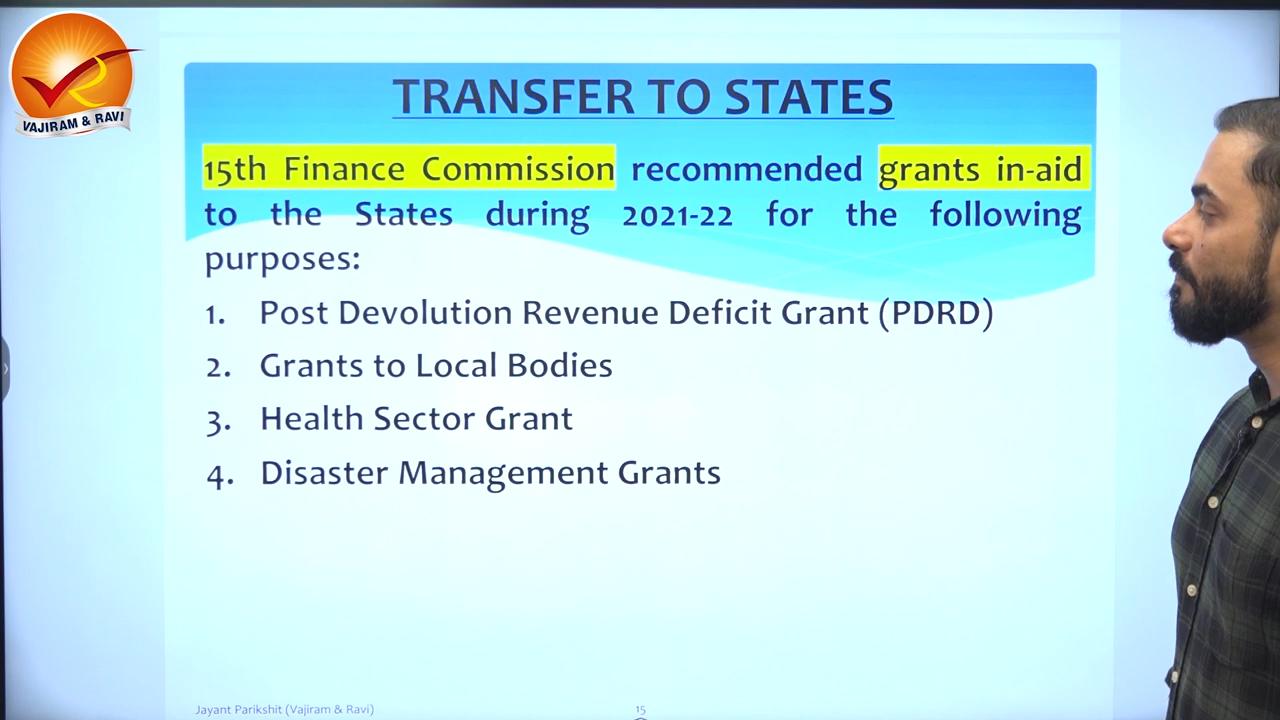 VAJIRAM & RAVI
TRANSFER TO STATES
15th Finance Commission recommended grants in-aid
to the States during 2021-22 for the following
purposes:
1. Post Devolution Revenue Deficit Grant (PDRD)
2. Grants to Local Bodies
3. Health Sector Grant
4. Disaster Management Grants
Jayant Parikshit (Vajiram & Ravi)
15